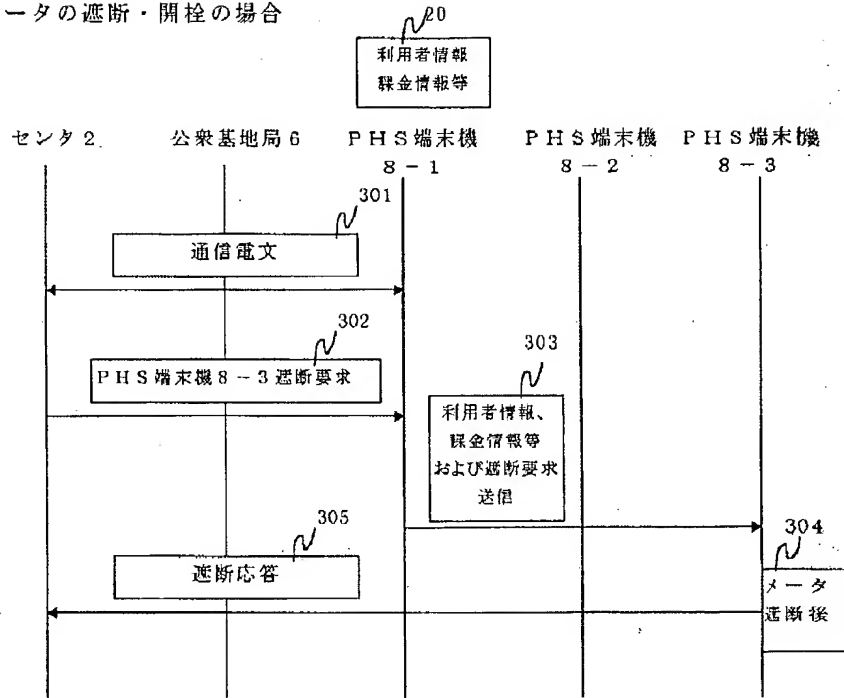 ータの遮断・開栓の場合
20
利用者情報
課金情報等
センタ2
公衆基地局6
PHS端末機
8-1
PHS端末機
8-2
PHS端末機
8-3
301
通信電文
302
PHS端末機8-3遮断要求
303
利用者情報、
課金情報等
および遮断要求
送信
305
遮断応答
304
メータ
遮断後